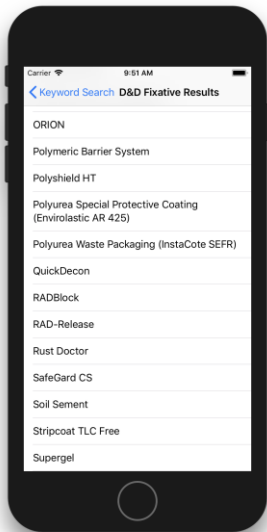 Carrier 9:51 AM
Keyword Search D&D Fixative Results
ORION
Polymeric Barrier System
Polyshield HT
Polyurea Special Protective Coating
(Envirolastic AR 425)
Polyurea Waste Packaging (InstaCote SEFR)
QuickDecon
RADBlock
RAD-Release
Rust Doctor
SafeGard CS
Soil Sement
Stripcoat TLC Free
Supergel